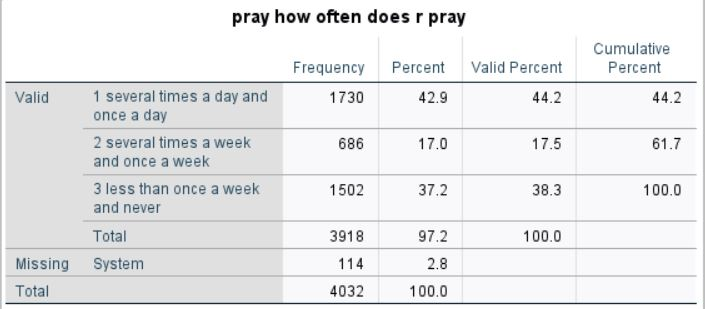 pray how often does r pray
Frequency Percent Valid Percent Cumulative Percent
Valid 1 several times a day and once a day 1730 42.9 44.2 44.2
2 several times a week and once a week 686 17.0 17.5 61.7
3 less than once a week and never 1502 37.2 38.3 100.0
Total 3918 97.2 100.0
Missing System 114 2.8
Total 4032 100.0